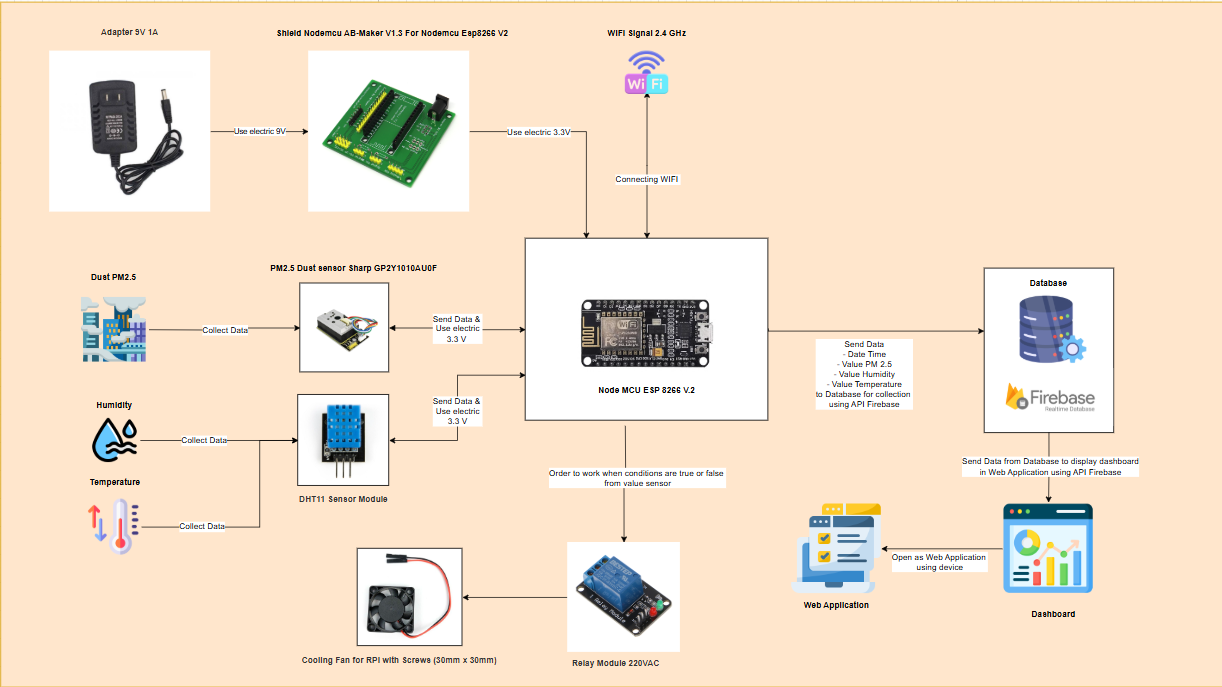 Adapter 9V 1A
Shield Nodemcu AB-Maker V1.3 For Nodemcu Esp8266 V2
WIFI Signal 2.4 GHz
Wi Fi
Use electric 9V
Use electric 3.3V
Connecting WIFI
Dust PM2.5
PM2.5 Dust sensor Sharp GP2Y1010AU0F
Collect Data
Send Data &
Use electric
3.3 V
WiFi
Node MCU ESP 8266 V.2
Send Data
- Date Time
- Value PM 2.5
- Value Humidity
- Value Temperature
to Database for collection
using API Firebase
Database
Firebase
Realtime Database
Humidity
Collect Data
Send Data &
Use electric
3.3 V
Temperature
Collect Data
DHT11 Sensor Module
Order to work when conditions are true or false
from value sensor
Send Data from Database to display dashboard
in Web Application using API Firebase
Open as Web Application
using device
Web Application
Dashboard
1 Relay Module
Cooling Fan for RPI with Screws (30mm x 30mm)
Relay Module 220VAC